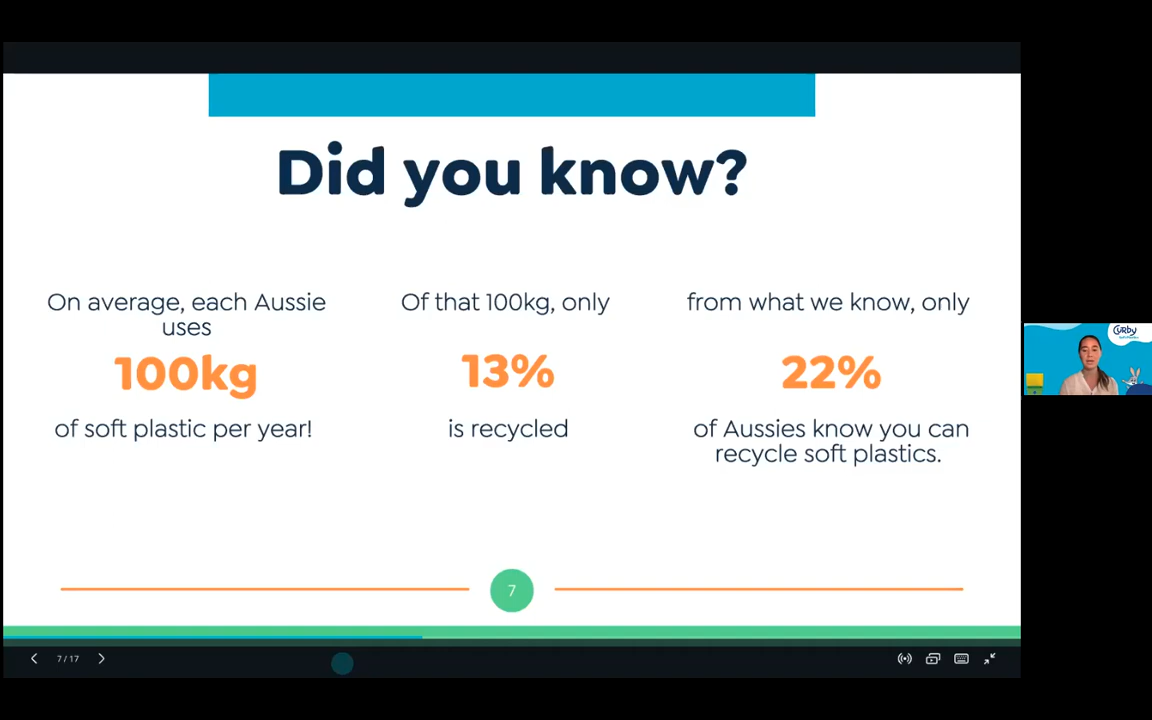 Did you know?
On average, each Aussie
uses
100kg
of soft plastic per year!
Of that 100kg, only
13%
is recycled
from what we know, only
22%
of Aussies know you can
recycle soft plastics.
7
7 / 17
Curby